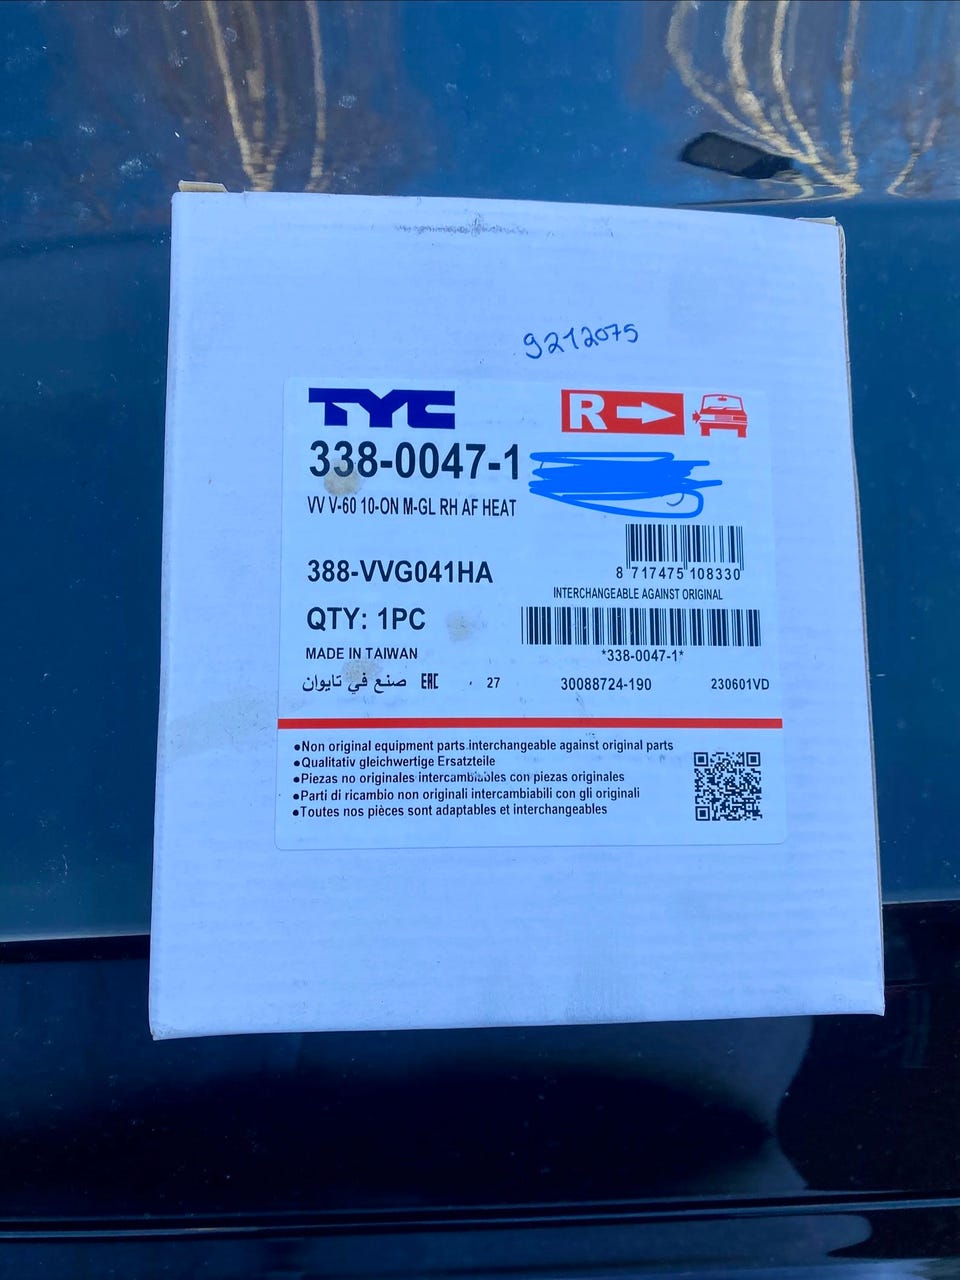 9212075
TYC
R
338-0047-1
VV V-60 10-ON M-GL RH AF HEAT
388-VVG041HA
8 717475 108330
INTERCHANGEABLE AGAINST ORIGINAL
QTY: 1PC
*338-0047-1*
MADE IN TAIWAN
صنع في تايوان EAC 27 30088724-190 230601VD
●Non original equipment parts interchangeable against original parts
●Qualitativ gleichwertige Ersatzteile
●Piezas no originales intercambiables con piezas originales
●Parti di ricambio non originali intercambiabili con gli originali
●Toutes nos pièces sont adaptables et interchangeables